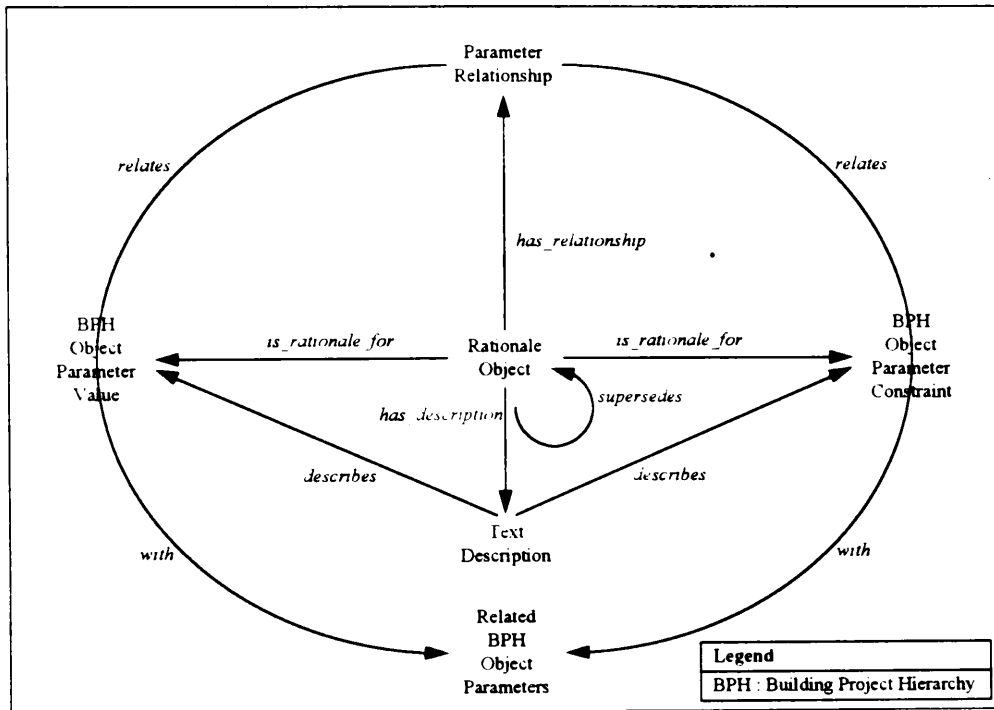 Parameter
Relationship
relates
relates
has_relationship
BPH
Object
Parameter
Value
is_rationale_for
Rationale
Object
is_rationale_for
BPH
Object
Parameter
Constraint
supersedes
has_description
describes
describes
Text
Description
with
with
Related
BPH
Object
Parameters
Legend
BPH : Building Project Hierarchy